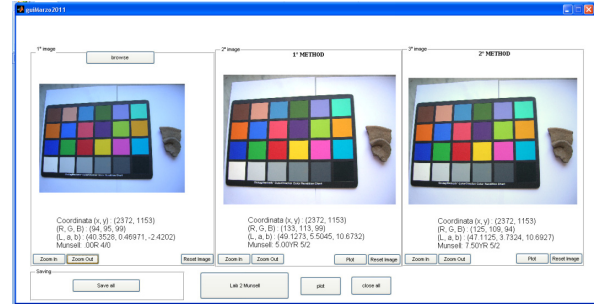 guiMarzo2011
1° image
browse
Coordinata (x, y) : (2372, 1153)
(R, G, B) : (94, 95, 99)
(L, a, b) : (40.3528, 0.46971, -2.4202)
Munsell: .00R 4/0
Zoom In
Zoom Out
Reset Image
2° image
1° METHOD
Coordinata (x, y) : (2372, 1153)
(R, G, B) : (133, 113, 99)
(L, a, b) : (49.1273, 5.5045, 10.6732)
Munsell: 5.00YR 5/2
Zoom In
Zoom Out
Plot
Reset Image
3° image
2° METHOD
Coordinata (x, y) : (2372, 1153)
(R, G, B) : (125, 109, 94)
(L, a, b) : (47.1125, 3.7324, 10.6927)
Munsell: 7.50YR 5/2
Zoom In
Zoom Out
Plot
Reset Image
Saving
Save all
Lab 2 Munsell
plot
close all